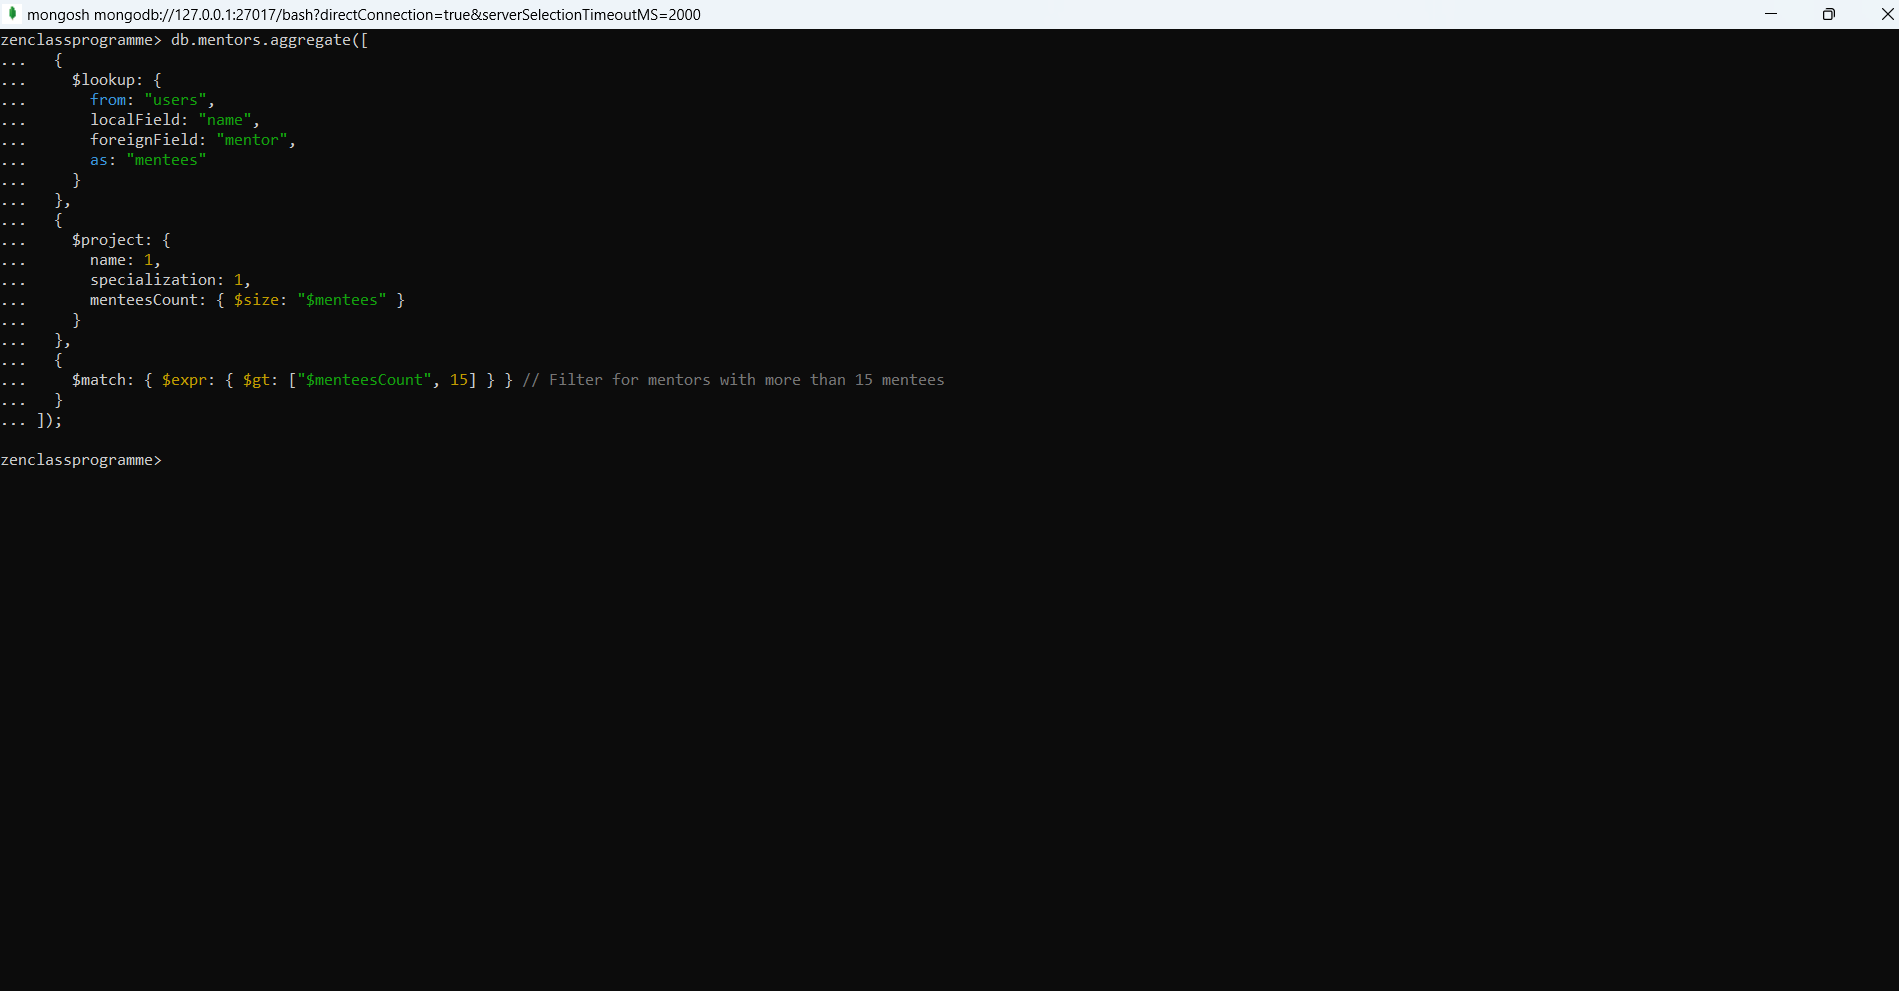 mongosh mongodb://127.0.0.1:27017/bash?directConnection=true&serverSelectionTimeoutMS=2000
zenclassprogramme> db.mentors.aggregate([
...   {
...     $lookup: {
...       from: "users",
...       localField: "name",
...       foreignField: "mentor",
...       as: "mentees"
...     }
...   },
...   {
...     $project: {
...       name: 1,
...       specialization: 1,
...       menteesCount: { $size: "$mentees" }
...     }
...   },
...   {
...     $match: { $expr: { $gt: ["$menteesCount", 15] } } // Filter for mentors with more than 15 mentees
...   }
... ]);
zenclassprogramme>